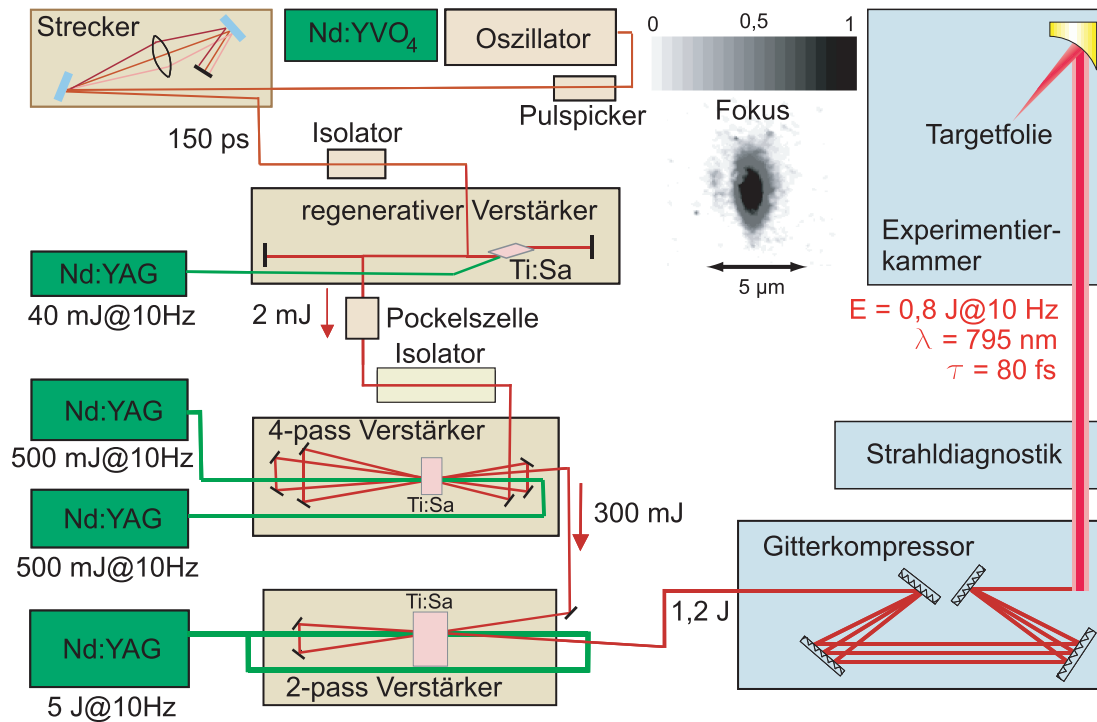 Strecker
Nd:YVO4
Oszillator
0
0,5
1
Pulspicker
Fokus
150 ps
Isolator
Targetfolie
regenerativer Verstärker
Experimentier-
kammer
Nd:YAG
Ti:Sa
5 µm
40 mJ@10Hz
2 mJ
Pockelszelle
E = 0,8 J@10 Hz
λ = 795 nm
τ = 80 fs
Isolator
Nd:YAG
4-pass Verstärker
500 mJ@10Hz
Strahldiagnostik
Ti:Sa
Nd:YAG
300 mJ
500 mJ@10Hz
Gitterkompressor
Ti:Sa
1,2 J
Nd:YAG
2-pass Verstärker
5 J@10Hz